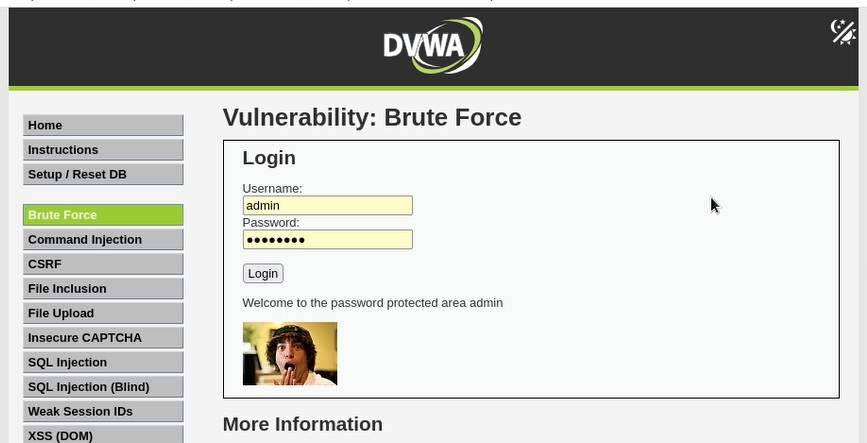 DVWA
Vulnerability: Brute Force
Home
Instructions
Setup / Reset DB
Brute Force
Command Injection
CSRF
File Inclusion
File Upload
Insecure CAPTCHA
SQL Injection
SQL Injection (Blind)
Weak Session IDs
XSS (DOM)
Login
Username:
admin
Password:
●●●●●●●●
Login
Welcome to the password protected area admin
More Information